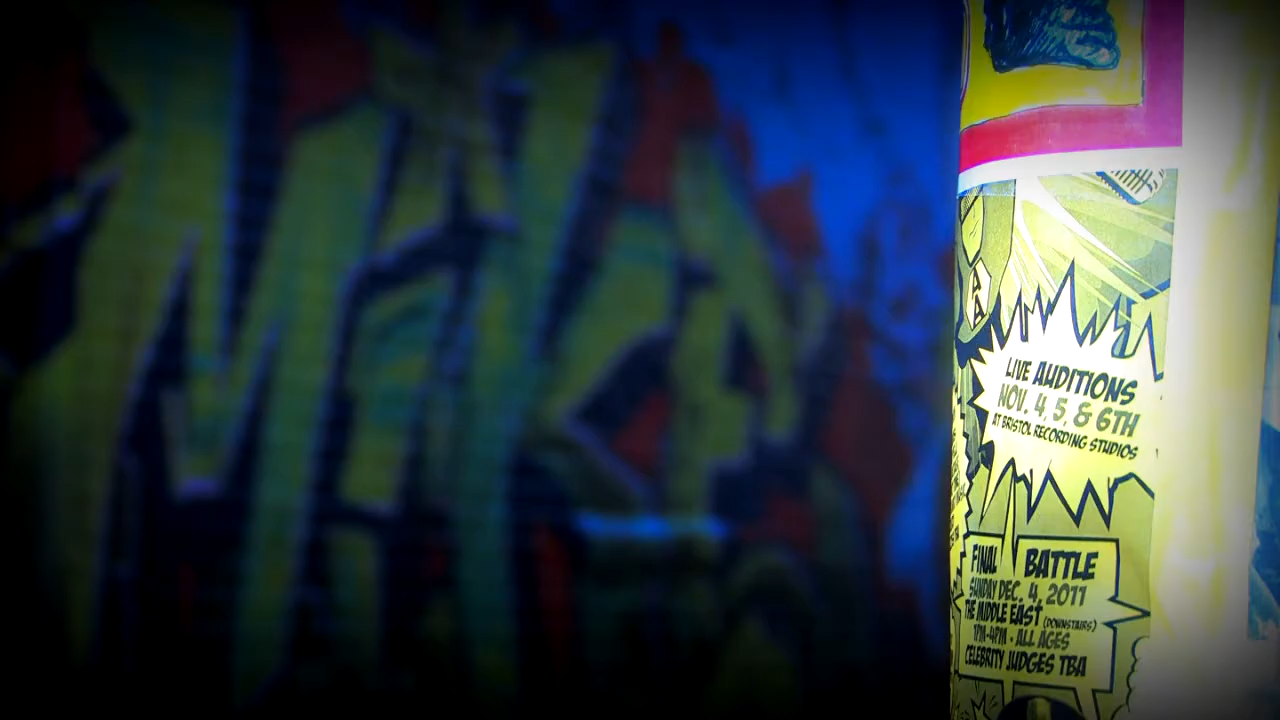 LIVE AUDITIONS
NOV. 4, 5, & 6TH
AT BRISTOL RECORDING STUDIOS
FINAL BATTLE
SUNDAY DEC. 4, 2011
THE MIDDLE EAST (DOWNSTAIRS)
1PM-4PM • ALL AGES
CELEBRITY JUDGES TBA